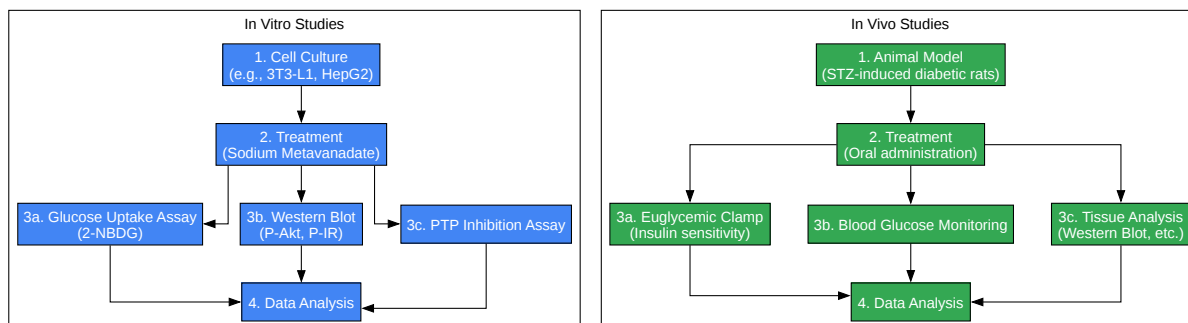 In Vitro Studies
1. Cell Culture
(e.g., 3T3-L1, HepG2)
2. Treatment
(Sodium Metavanadate)
3a. Glucose Uptake Assay
(2-NBDG)
3b. Western Blot
(P-Akt, P-IR)
3c. PTP Inhibition Assay
4. Data Analysis
In Vivo Studies
1. Animal Model
(STZ-induced diabetic rats)
2. Treatment
(Oral administration)
3a. Euglycemic Clamp
(Insulin sensitivity)
3b. Blood Glucose Monitoring
3c. Tissue Analysis
(Western Blot, etc.)
4. Data Analysis